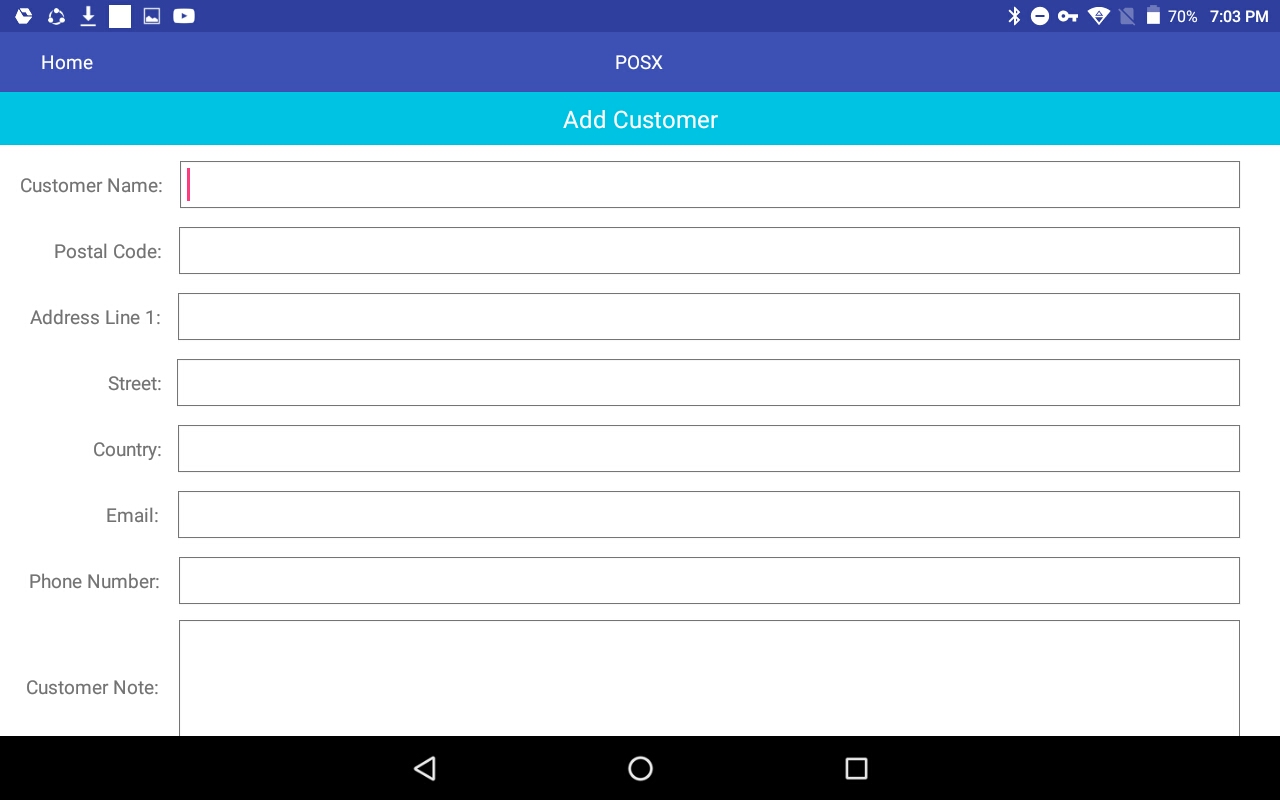 70% 7:03 PM
Home POSX
Add Customer
Customer Name:
Postal Code:
Address Line 1:
Street:
Country:
Email:
Phone Number:
Customer Note: